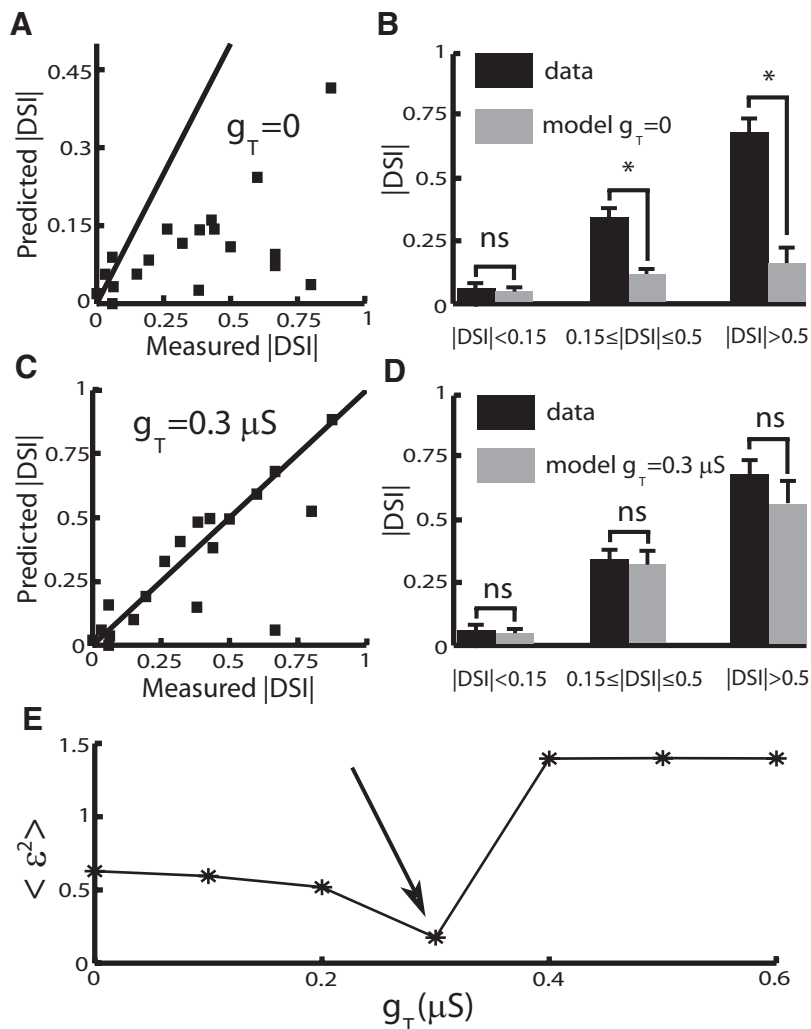 A
Predicted |DSI|
0.45
0.3
0.15
0
g_T=0
0 0.25 0.5 0.75 1
Measured |DSI|
B
|DSI|
1
0.75
0.5
0.25
0
data
model g_T=0
ns
*
*
|DSI|<0.15 0.15≤|DSI|≤0.5 |DSI|>0.5
C
Predicted |DSI|
1
0.75
0.5
0.25
0
g_T=0.3 µS
0 0.25 0.5 0.75 1
Measured |DSI|
D
|DSI|
1
0.75
0.5
0.25
0
data
model g_T=0.3 µS
ns
ns
ns
|DSI|<0.15 0.15≤|DSI|≤0.5 |DSI|>0.5
E
< ε²>
1.5
1
0.5
0
0 0.2 0.4 0.6
g_T(µS)